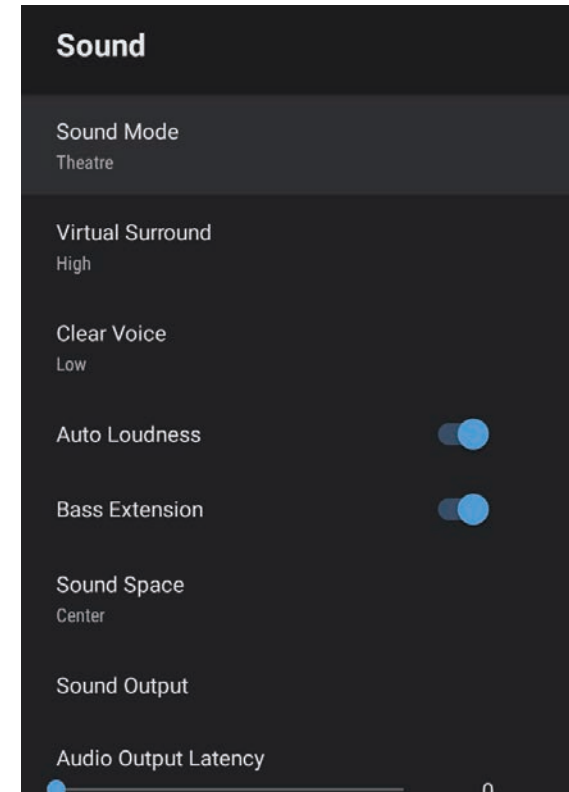 Sound
Sound Mode
Theatre
Virtual Surround
High
Clear Voice
Low
Auto Loudness
Bass Extension
Sound Space
Center
Sound Output
Audio Output Latency
0